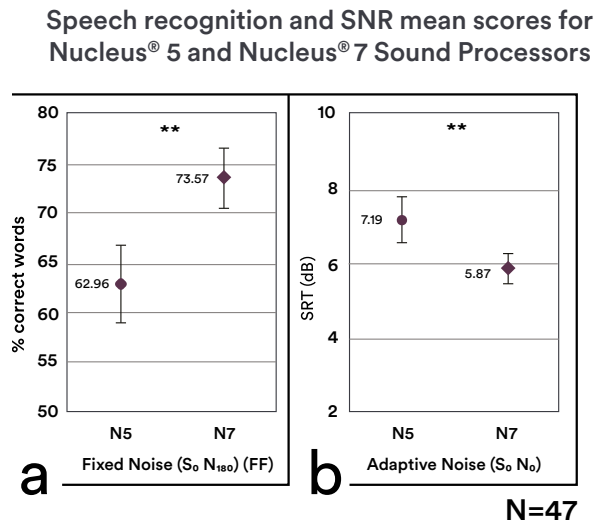 Speech recognition and SNR mean scores for
Nucleus® 5 and Nucleus® 7 Sound Processors
80
75
70
65
60
55
50
% correct words
**
73.57
62.96
N5 N7
Fixed Noise (S₀ N₁₈₀) (FF)
a
10
8
6
4
2
SRT (dB)
**
7.19
5.87
N5 N7
Adaptive Noise (S₀ N₀)
b
N=47